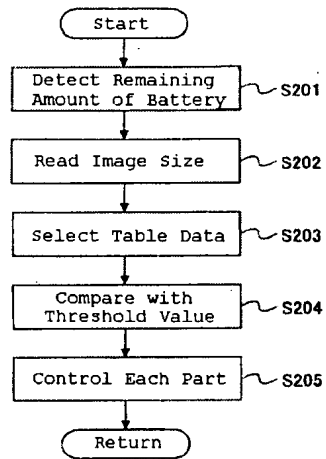 Start
Detect Remaining
Amount of Battery
S201
Read Image Size
S202
Select Table Data
S203
Compare with
Threshold Value
S204
Control Each Part
S205
Return